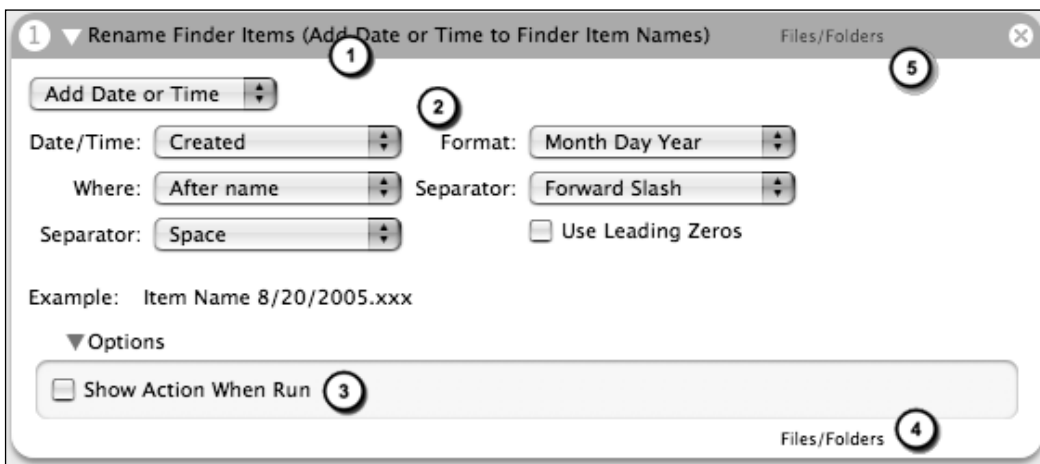 1 Rename Finder Items (Add Date or Time to Finder Item Names) Files/Folders
1
5
Add Date or Time
2
Date/Time: Created Format: Month Day Year
Where: After name Separator: Forward Slash
Separator: Space Use Leading Zeros
Example: Item Name 8/20/2005.xxx
Options
Show Action When Run 3
Files/Folders 4